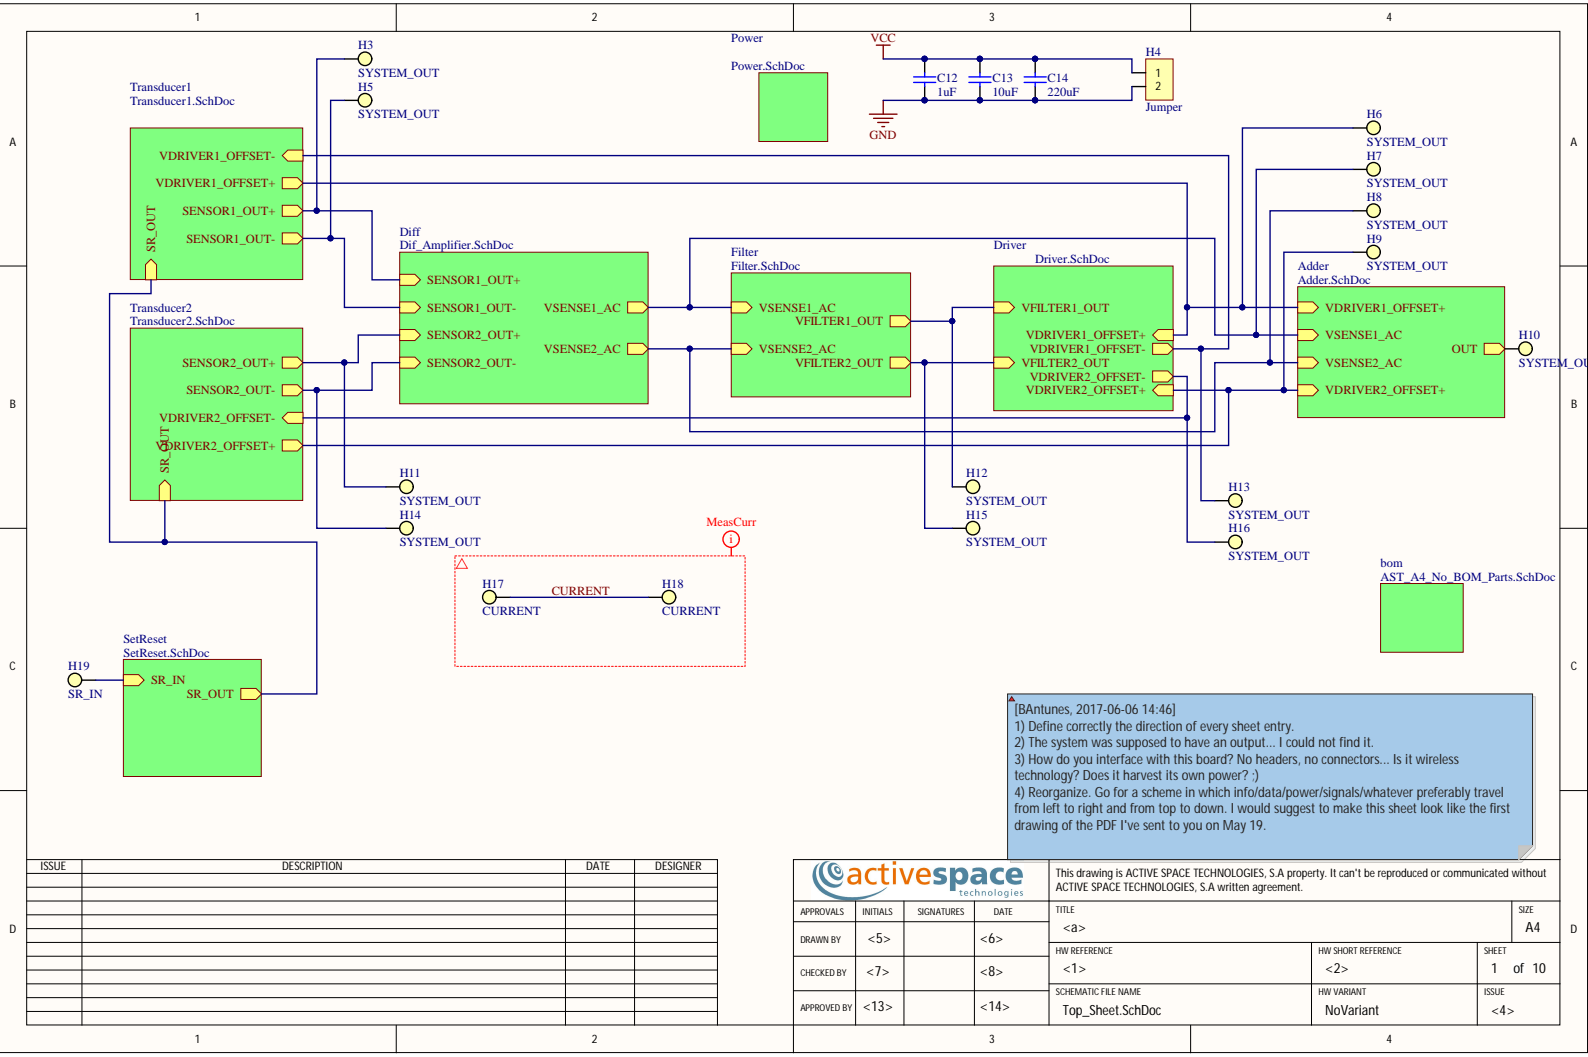 1
2
3
4
A
A
B
B
C
C
D
D
H3
SYSTEM_OUT
H5
SYSTEM_OUT
Transducer1
Transducer1.SchDoc
VDRIVER1_OFFSET-
VDRIVER1_OFFSET+
SENSOR1_OUT+
SENSOR1_OUT-
SR_OUT
Power
Power.SchDoc
VCC
C12
1uF
C13
10uF
C14
220uF
GND
H4
1
2
Jumper
H6
SYSTEM_OUT
H7
SYSTEM_OUT
H8
SYSTEM_OUT
H9
SYSTEM_OUT
Diff
Dif_Amplifier.SchDoc
SENSOR1_OUT+
SENSOR1_OUT-
SENSOR2_OUT+
SENSOR2_OUT-
VSENSE1_AC
VSENSE2_AC
Filter
Filter.SchDoc
VSENSE1_AC
VFILTER1_OUT
VSENSE2_AC
VFILTER2_OUT
Driver
Driver.SchDoc
VFILTER1_OUT
VDRIVER1_OFFSET+
VDRIVER1_OFFSET-
VFILTER2_OUT
VDRIVER2_OFFSET-
VDRIVER2_OFFSET+
Adder
Adder.SchDoc
VDRIVER1_OFFSET+
VSENSE1_AC
VSENSE2_AC
VDRIVER2_OFFSET+
OUT
H10
SYSTEM_OU
Transducer2
Transducer2.SchDoc
SENSOR2_OUT+
SENSOR2_OUT-
VDRIVER2_OFFSET-
VDRIVER2_OFFSET+
SR_OUT
H11
SYSTEM_OUT
H14
SYSTEM_OUT
H12
SYSTEM_OUT
H15
SYSTEM_OUT
H13
SYSTEM_OUT
H16
SYSTEM_OUT
MeasCurr
i
H17
CURRENT
CURRENT
H18
CURRENT
bom
AST_A4_No_BOM_Parts.SchDoc
SetReset
SetReset.SchDoc
H19
SR_IN
SR_IN
SR_OUT
[BAntunes, 2017-06-06 14:46]
1) Define correctly the direction of every sheet entry.
2) The system was supposed to have an output... I could not find it.
3) How do you interface with this board? No headers, no connectors... Is it wireless
technology? Does it harvest its own power? ;)
4) Reorganize. Go for a scheme in which info/data/power/signals/whatever preferably travel
from left to right and from top to down. I would suggest to make this sheet look like the first
drawing of the PDF I've sent to you on May 19.
ISSUE DESCRIPTION DATE DESIGNER
activespace
technologies
This drawing is ACTIVE SPACE TECHNOLOGIES, S.A property. It can't be reproduced or communicated without
ACTIVE SPACE TECHNOLOGIES, S.A written agreement.
APPROVALS INITIALS SIGNATURES DATE
DRAWN BY <5> <6>
CHECKED BY <7> <8>
APPROVED BY <13> <14>
TITLE
<a>
SIZE
A4
HW REFERENCE
<1>
HW SHORT REFERENCE
<2>
SHEET
1 of 10
SCHEMATIC FILE NAME
Top_Sheet.SchDoc
HW VARIANT
NoVariant
ISSUE
<4>
1
2
3
4